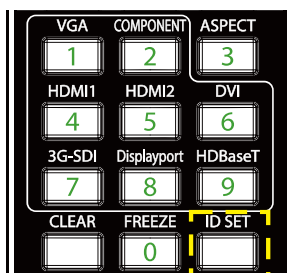 VGA COMPONENT ASPECT
1 2 3
HDMI1 HDMI2 DVI
4 5 6
3G-SDI Displayport HDBaseT
7 8 9
CLEAR FREEZE ID SET
0